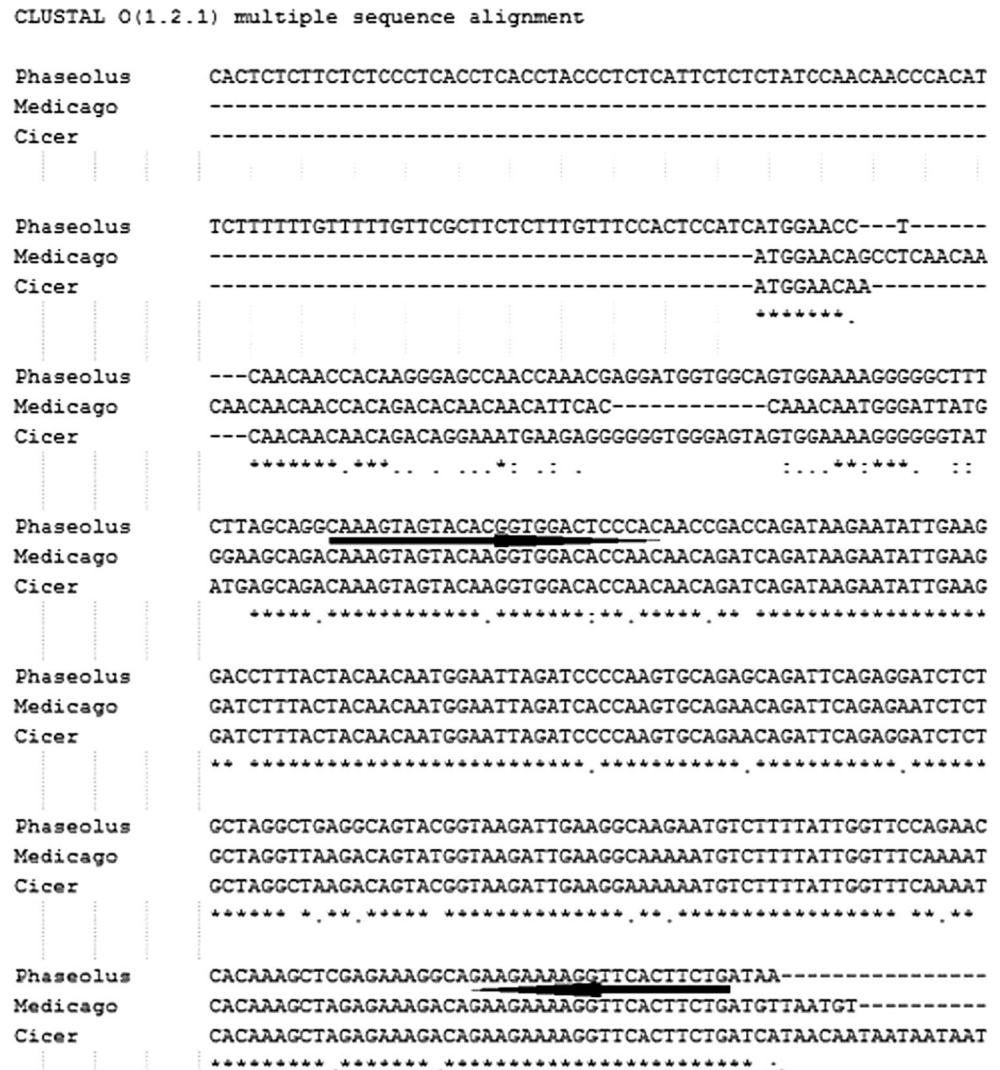 CLUSTAL O(1.2.1) multiple sequence alignment
Phaseolus CACTCTCTTCTCTCCCTCACCTCACCTACCCTCTCATTCTCTCTATCCAACAACCCACAT
Medicago ------------------------------------------------------------
Cicer ------------------------------------------------------------
Phaseolus TCTTTTTTGTTTTTGTTCGCTTCTCTTTGTTTCCACTCCATCATGGAACC---T------
Medicago ------------------------------------------ATGGAACAGCCTCAACAA
Cicer ------------------------------------------ATGGAACAA---------
*******.
Phaseolus ---CAACAACCACAAGGGAGCCAACCAAACGAGGATGGTGGCAGTGGAAAAGGGGGCTTT
Medicago CAACAACAACCACAGACACAACAACATTCAC------------CAAACAATGGGATTATG
Cicer ---CAACAACAACAGACAGGAAATGAAGAGGGGGGTGGGAGTAGTGGAAAAGGGGGGTAT
*******.***.. . ...*: .: . :...**:***. ::
Phaseolus CTTAGCAGGCAAAGTAGTACACGGTGGACTCCCACAACCGACCAGATAAGAATATTGAAG
Medicago GGAAGCAGACAAAGTAGTACAAGGTGGACACCAACAACAGATCAGATAAGAATATTGAAG
Cicer ATGAGCAGACAAAGTAGTACAAGGTGGACACCAACAACAGATCAGATAAGAATATTGAAG
*****.************.*******:**.*****.** ******************
Phaseolus GACCTTTACTACAACAATGGAATTAGATCCCCAAGTGCAGAGCAGATTCAGAGGATCTCT
Medicago GATCTTTACTACAACAATGGAATTAGATCACCAAGTGCAGAACAGATTCAGAGAATCTCT
Cicer GATCTTTACTACAACAATGGAATTAGATCCCCAAGTGCAGAACAGATTCAGAGGATCTCT
** **************************.***********.***********.******
Phaseolus GCTAGGCTGAGGCAGTACGGTAAGATTGAAGGCAAGAATGTCTTTTATTGGTTCCAGAAC
Medicago GCTAGGTTAAGACAGTATGGTAAGATTGAAGGCAAAAATGTCTTTTATTGGTTTCAAAAT
Cicer GCTAGGCTAAGACAGTACGGTAAGATTGAAGGAAAAAATGTCTTTTATTGGTTTCAAAAT
****** *.**.***** **************.**.***************** **.**
Phaseolus CACAAAGCTCGAGAAAGGCAGAAGAAAAGGTTCACTTCTGATAA----------------
Medicago CACAAAGCTAGAGAAAGACAGAAGAAAAGGTTCACTTCTGATGTTAATGT----------
Cicer CACAAAGCTAGAGAAAGACAGAAGAAAAGGTTCACTTCTGATCATAACAATAATAATAAT
*********.*******.************************ *.